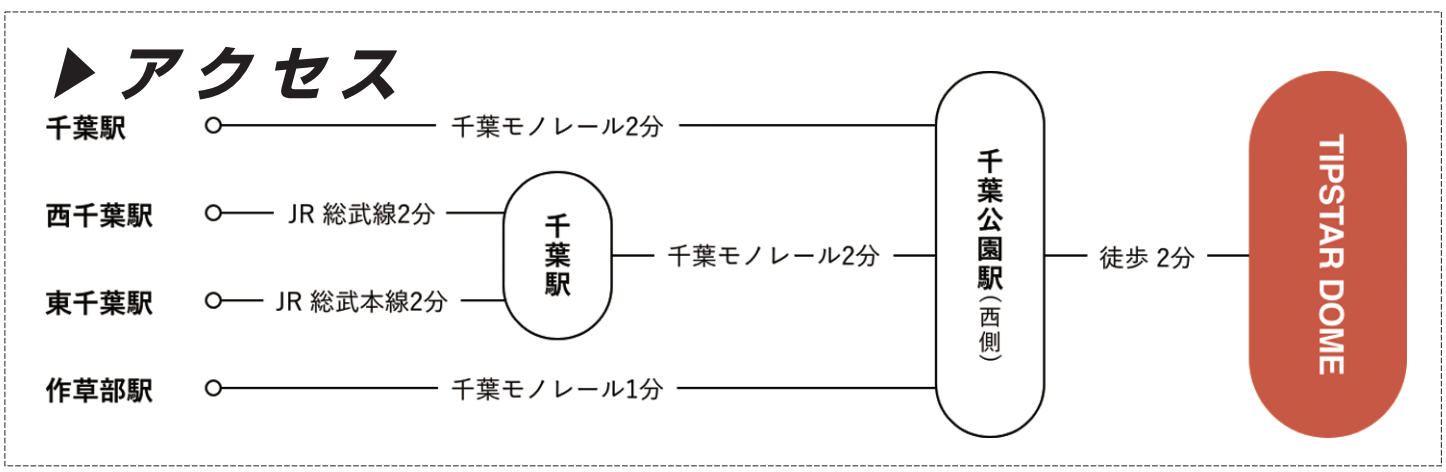 アクセス
千葉駅
千葉モノレール2分
西千葉駅
JR 総武線2分
東千葉駅
JR 総武本線2分
千葉駅
千葉モノレール2分
作草部駅
千葉モノレール1分
千葉公園駅(西側)
徒歩 2分
TIPSTAR DOME